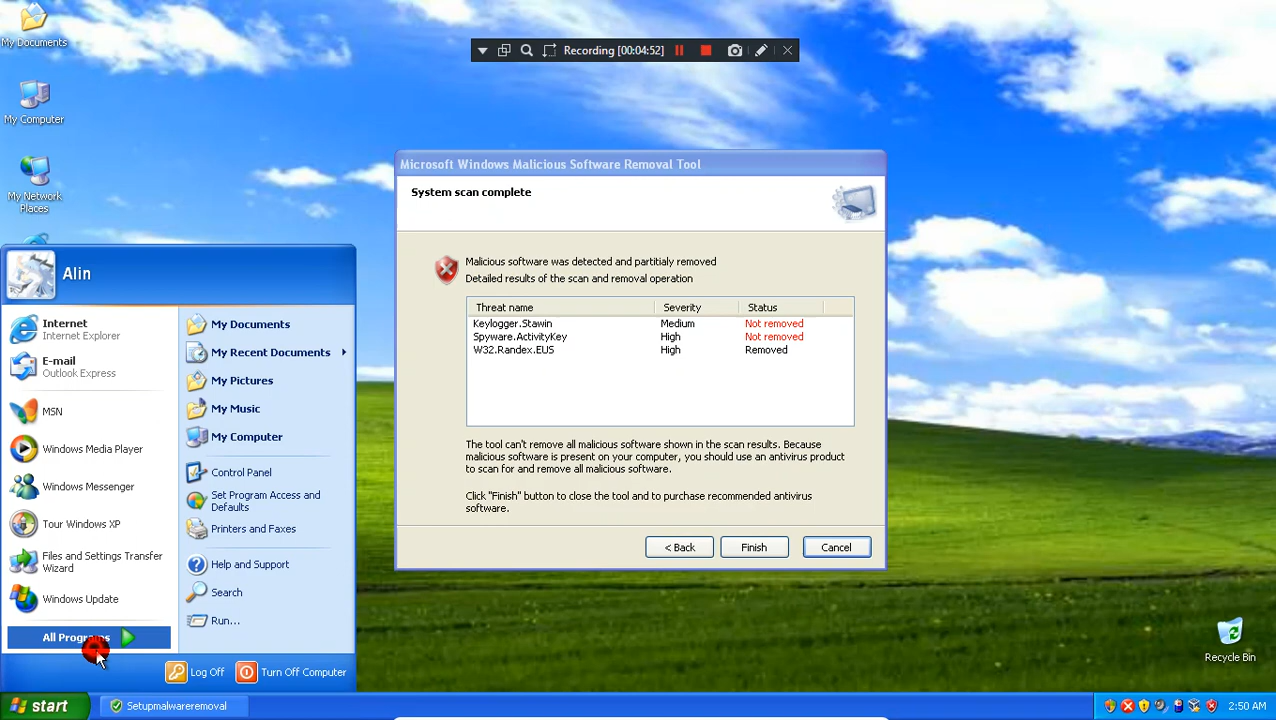 My Documents
My Computer
My Network
Places
Recording [00:04:52]
Microsoft Windows Malicious Software Removal Tool
System scan complete
Malicious software was detected and partitialy removed
Detailed results of the scan and removal operation
Threat name Severity Status
Keylogger.Stawin Medium Not removed
Spyware.ActivityKey High Not removed
W32.Randex.EUS High Removed
The tool can't remove all malicious software shown in the scan results. Because
malicious software is present on your computer, you should use an antivirus product
to scan for and remove all malicious software.
Click "Finish" button to close the tool and to purchase recommended antivirus
software.
< Back Finish Cancel
Alin
Internet
Internet Explorer
E-mail
Outlook Express
MSN
Windows Media Player
Windows Messenger
Tour Windows XP
Files and Settings Transfer
Wizard
Windows Update
All Programs
My Documents
My Recent Documents
My Pictures
My Music
My Computer
Control Panel
Set Program Access and
Defaults
Printers and Faxes
Help and Support
Search
Run...
Log Off Turn Off Computer
Recycle Bin
start Setupmalwareremoval 2:50 AM